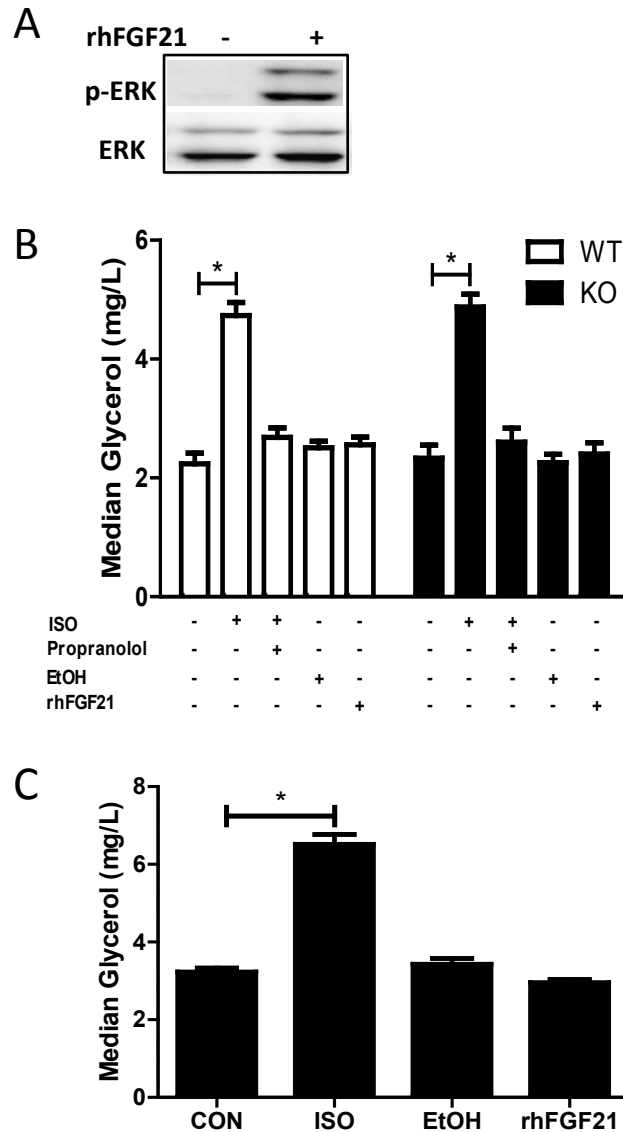 A
rhFGF21 - +
p-ERK
ERK
B
Median Glycerol (mg/L)
6
4
2
0
* *
WT
KO
ISO - + + - - - + + - -
Propranolol - - + - - - - + - -
EtOH - - - + - - - - + -
rhFGF21 - - - - + - - - - +
C
Median Glycerol (mg/L)
8
6
4
2
0
*
CON ISO EtOH rhFGF21